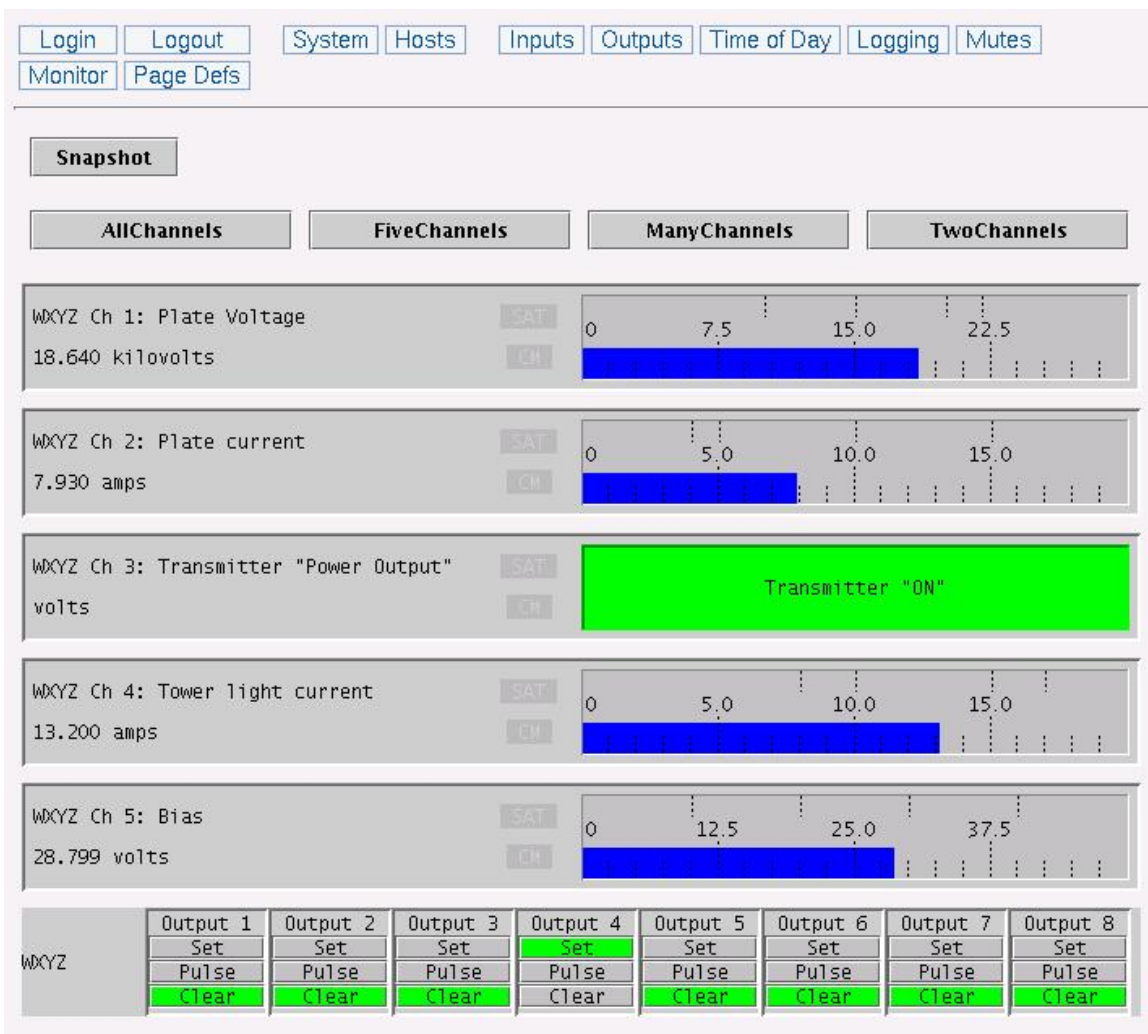 Login Logout System Hosts Inputs Outputs Time of Day Logging Mutes
Monitor Page Defs
Snapshot
AllChannels FiveChannels ManyChannels TwoChannels
WXYZ Ch 1: Plate Voltage SAT
18.640 kilovolts CM
0 7.5 15.0 22.5
WXYZ Ch 2: Plate current SAT
7.930 amps CM
0 5.0 10.0 15.0
WXYZ Ch 3: Transmitter "Power Output" SAT
volts CM
Transmitter "ON"
WXYZ Ch 4: Tower light current SAT
13.200 amps CM
0 5.0 10.0 15.0
WXYZ Ch 5: Bias SAT
28.799 volts CM
0 12.5 25.0 37.5
WXYZ
Output 1 Output 2 Output 3 Output 4 Output 5 Output 6 Output 7 Output 8
Set Set Set Set Set Set Set Set
Pulse Pulse Pulse Pulse Pulse Pulse Pulse Pulse
Clear Clear Clear Clear Clear Clear Clear Clear